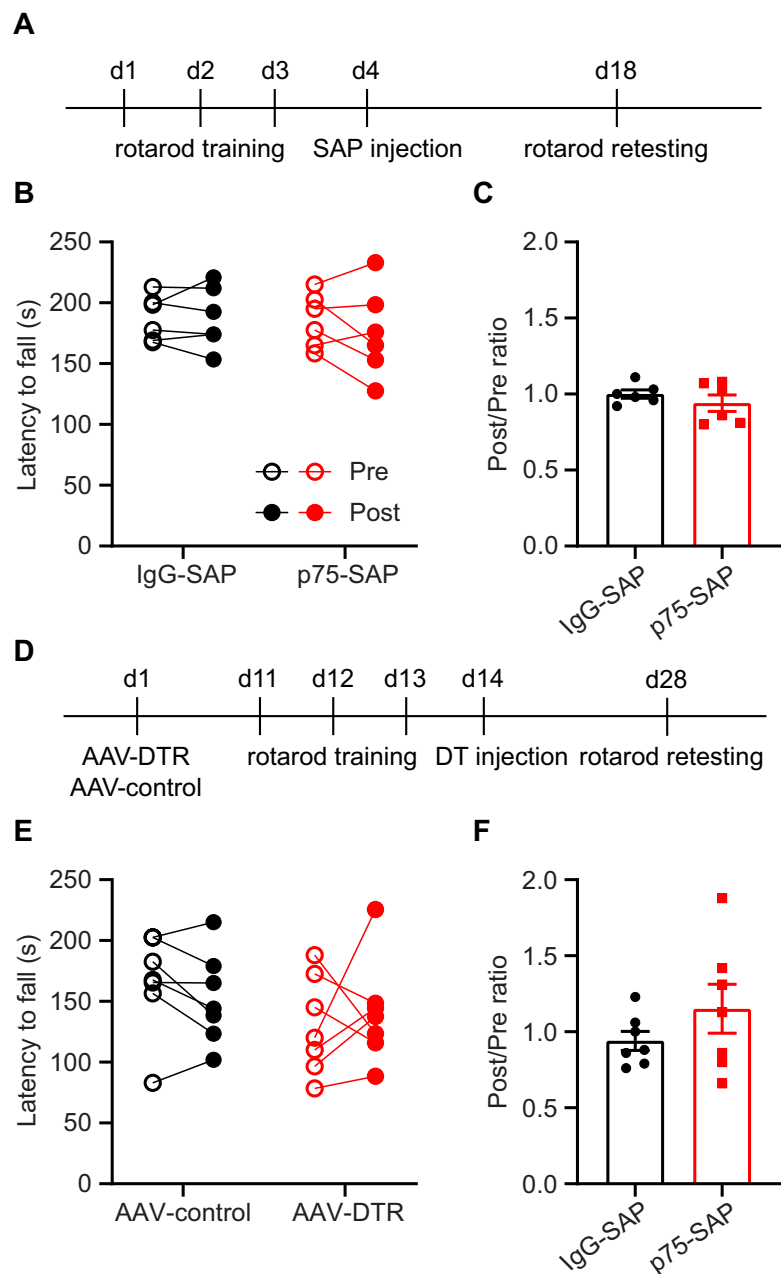 A
d1 d2 d3 d4 d18
rotarod training SAP injection rotarod retesting
B
Latency to fall (s)
250
200
150
100
50
0
Pre
Post
IgG-SAP p75-SAP
C
Post/Pre ratio
2.0
1.5
1.0
0.5
0.0
IgG-SAP
p75-SAP
D
d1 d11 d12 d13 d14 d28
AAV-DTR rotarod training DT injection rotarod retesting
AAV-control
E
Latency to fall (s)
250
200
150
100
50
0
AAV-control AAV-DTR
F
Post/Pre ratio
2.0
1.5
1.0
0.5
0.0
IgG-SAP
p75-SAP